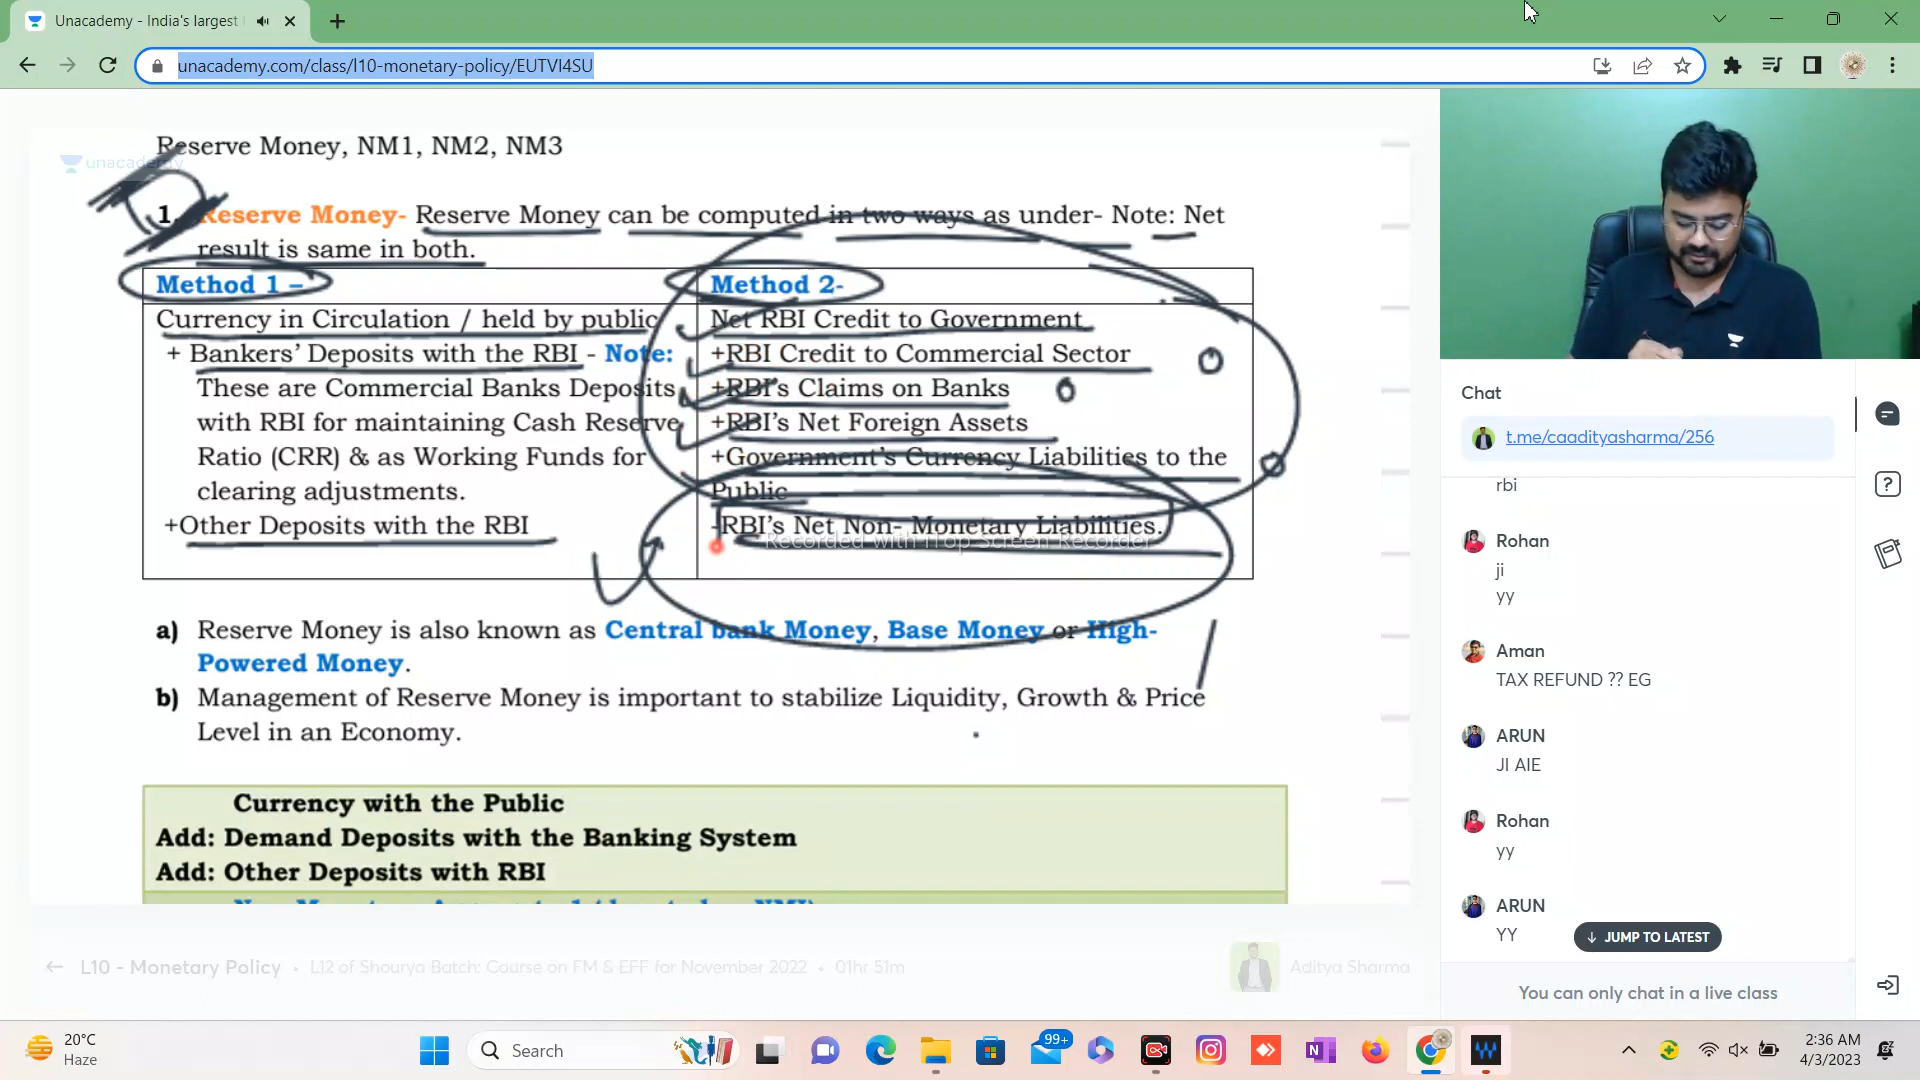 Unacademy - India's largest
unacademy.com/class/l10-monetary-policy/EUTVI4SU
Reserve Money, NM1, NM2, NM3
unacademy
1. Reserve Money- Reserve Money can be computed in two ways as under- Note: Net
result is same in both.
Method 1 –
Currency in Circulation / held by public
+ Bankers' Deposits with the RBI - Note:
These are Commercial Banks Deposits
with RBI for maintaining Cash Reserve
Ratio (CRR) & as Working Funds for
clearing adjustments.
+Other Deposits with the RBI
Method 2-
Net RBI Credit to Government
+RBI Credit to Commercial Sector
+RBI's Claims on Banks
+RBI's Net Foreign Assets
+Government's Currency Liabilities to the
Public
-RBI's Net Non- Monetary Liabilities.
Recorded with iTop Screen Recorder
a) Reserve Money is also known as Central bank Money, Base Money or High-
Powered Money.
b) Management of Reserve Money is important to stabilize Liquidity, Growth & Price
Level in an Economy.
Currency with the Public
Add: Demand Deposits with the Banking System
Add: Other Deposits with RBI
L10 - Monetary Policy • L12 of Shourya Batch: Course on FM & EFF for November 2022 • 01hr 51m
Aditya Sharma
Chat
t.me/caadityasharma/256
rbi
Rohan
ji
yy
Aman
TAX REFUND ?? EG
ARUN
JI AIE
Rohan
yy
ARUN
YY
JUMP TO LATEST
You can only chat in a live class
20°C
Haze
Search
99+
2:36 AM
4/3/2023